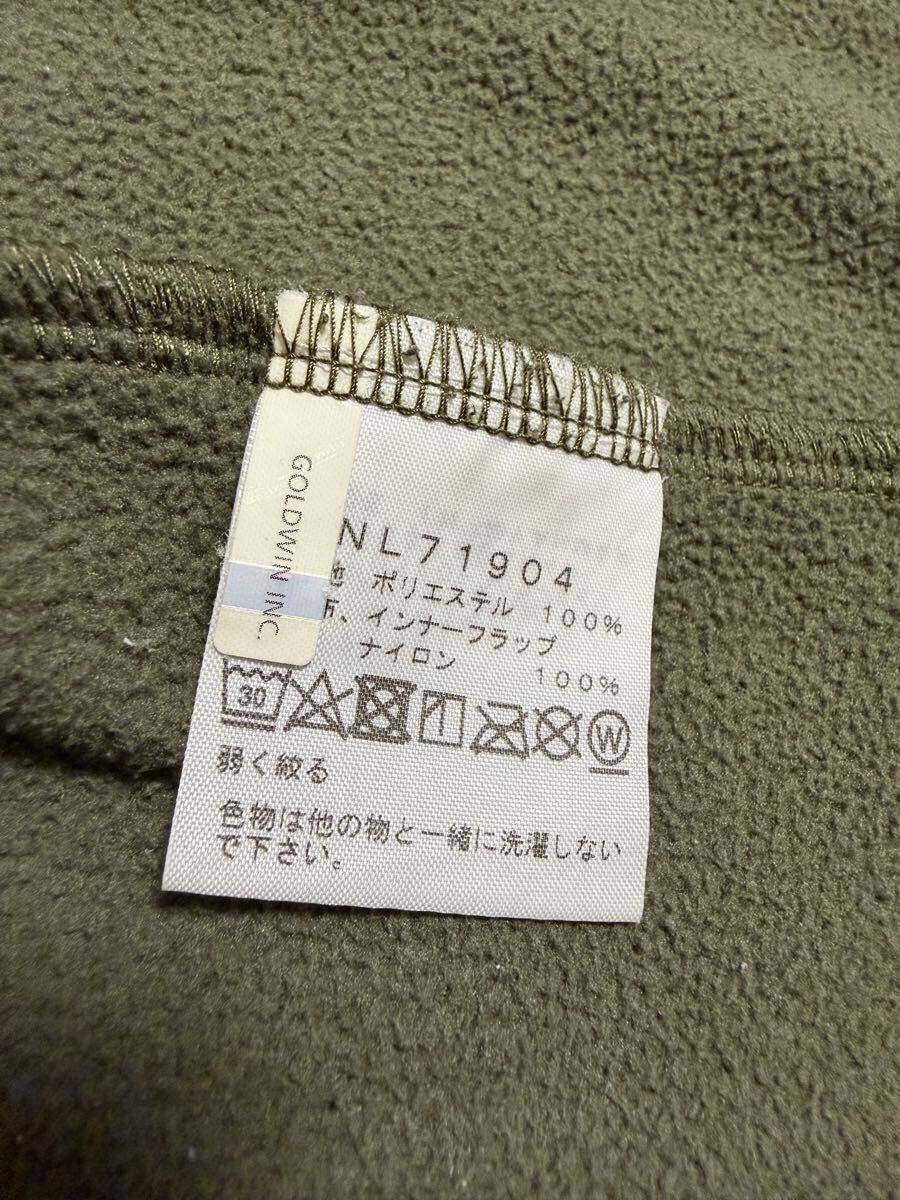 GOLDWIN INC.
NL71904
地 ポリエステル 100%
布、インナーフラップ
ナイロン 100%
30
W
弱く絞る
色物は他の物と一緒に洗濯しない
で下さい。